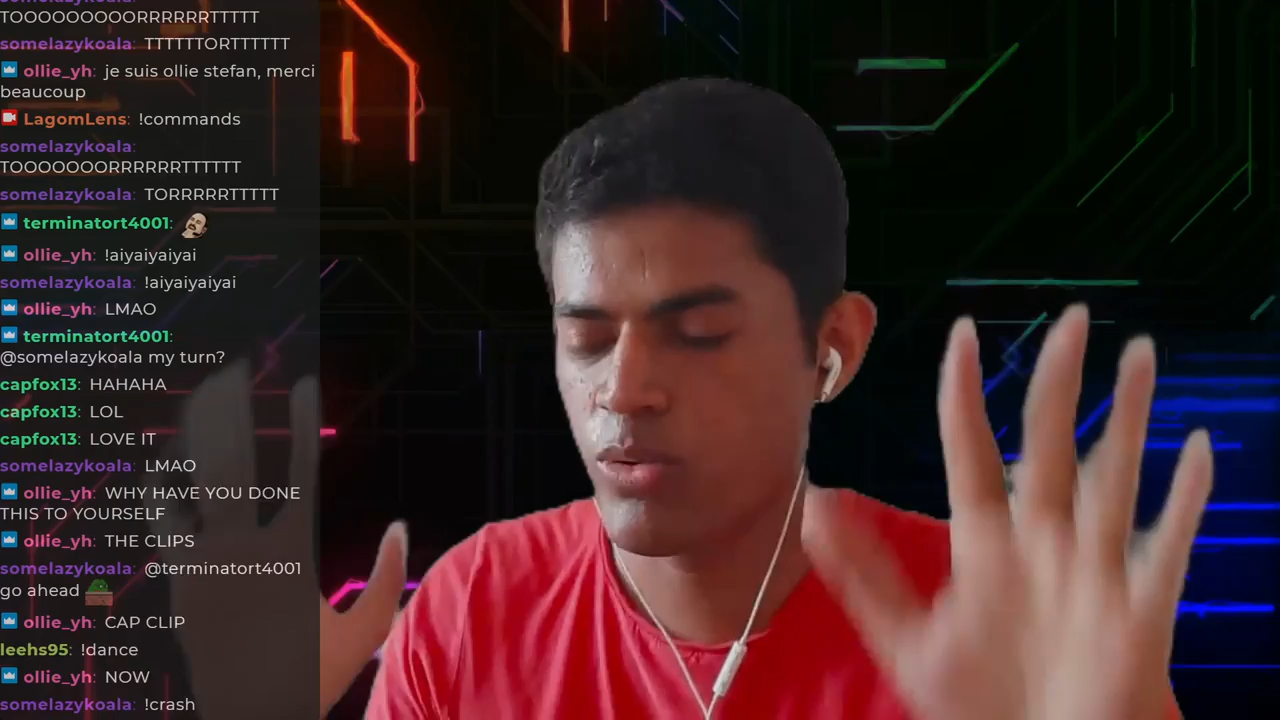 TOOOOOOOORRRRRRTTTTT
somelazykoala: TTTTTTORTTTTTT
ollie_yh: je suis ollie stefan, merci
beaucoup
LagomLens: !commands
somelazykoala:
TOOOOOOORRRRRRTTTTTT
somelazykoala: TORRRRRTTTTT
terminatort4001:
ollie_yh: !aiyaiyaiyai
somelazykoala: !aiyaiyaiyai
ollie_yh: LMAO
terminatort4001:
@somelazykoala my turn?
capfox13: HAHAHA
capfox13: LOL
capfox13: LOVE IT
somelazykoala: LMAO
ollie_yh: WHY HAVE YOU DONE
THIS TO YOURSELF
ollie_yh: THE CLIPS
somelazykoala: @terminatort4001
go ahead
ollie_yh: CAP CLIP
leehs95: !dance
ollie_yh: NOW
somelazykoala: !crash